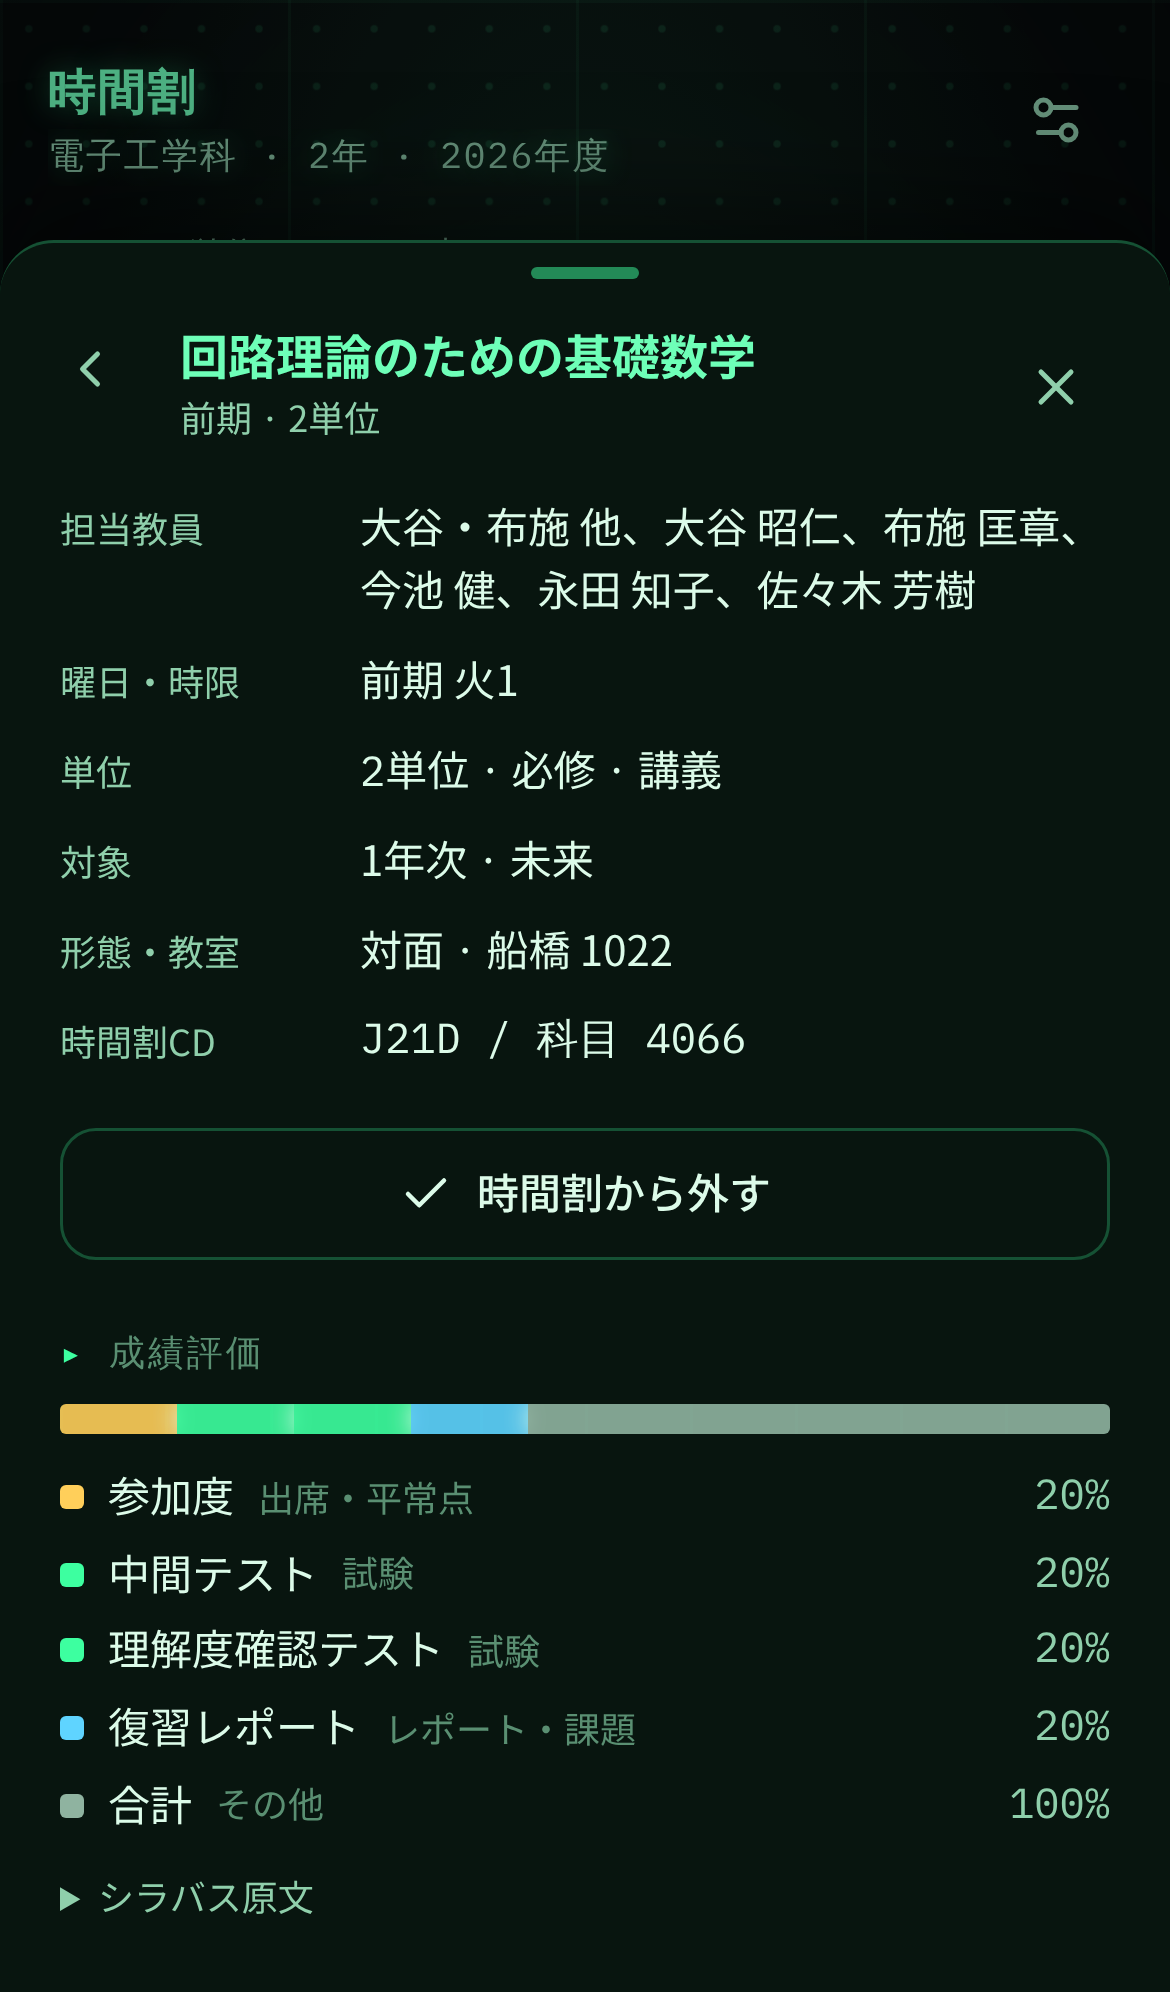 時間割
電子工学科 · 2年 · 2026年度
回路理論のための基礎数学
前期 · 2単位
担当教員 大谷・布施 他、大谷 昭仁、布施 匡章、
今池 健、永田 知子、佐々木 芳樹
曜日・時限 前期 火1
単位 2単位 · 必修 · 講義
対象 1年次 · 未来
形態・教室 対面 · 船橋 1022
時間割CD J21D / 科目 4066
時間割から外す
成績評価
参加度 出席・平常点 20%
中間テスト 試験 20%
理解度確認テスト 試験 20%
復習レポート レポート・課題 20%
合計 その他 100%
シラバス原文